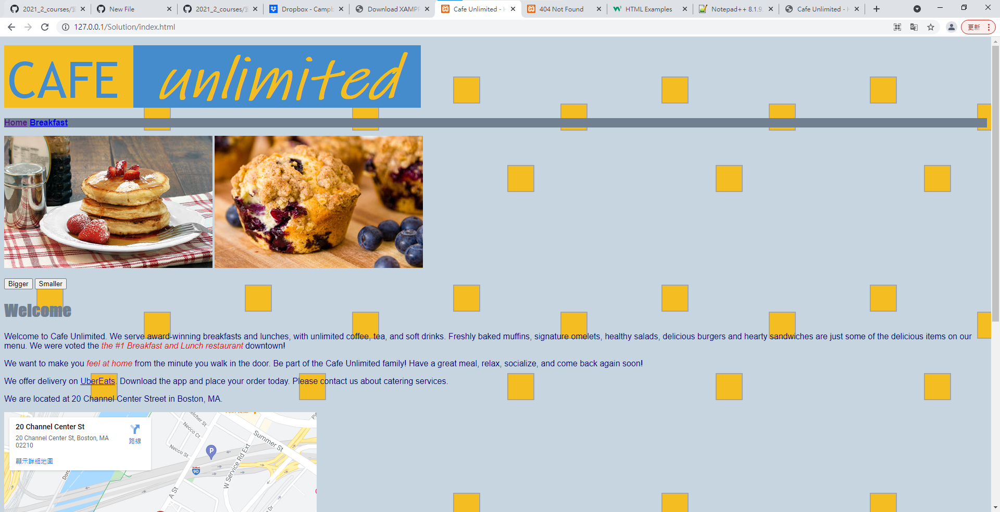 2021_2_courses/
New File
2021_2_courses/
Dropbox - Campb
Download XAMPP
Cafe Unlimited - H
404 Not Found
HTML Examples
Notepad++ 8.1.9.
Cafe Unlimited - H
127.0.0.1/Solution/index.html
更新
CAFE unlimited
Home Breakfast
Bigger Smaller
Welcome
Welcome to Cafe Unlimited. We serve award-winning breakfasts and lunches, with unlimited coffee, tea, and soft drinks. Freshly baked muffins, signature omelets, healthy salads, delicious burgers and hearty sandwiches are just some of the delicious items on our
menu. We were voted the the #1 Breakfast and Lunch restaurant downtown!
We want to make you feel at home from the minute you walk in the door. Be part of the Cafe Unlimited family! Have a great meal, relax, socialize, and come back again soon!
We offer delivery on UberEats. Download the app and place your order today. Please contact us about catering services.
We are located at 20 Channel Center Street in Boston, MA.
20 Channel Center St
20 Channel Center St, Boston, MA
02210
路線
顯示詳細地圖
Necco Ct
Necco St
Summer St
W Service Rd Ext
A St
P
90